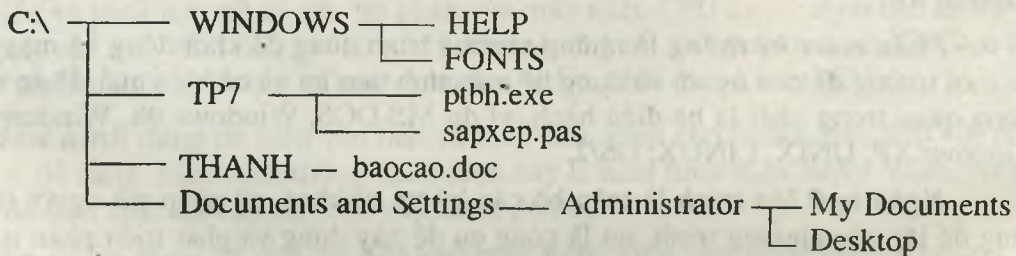 C:\ WINDOWS HELP
FONTS
TP7 ptbh.exe
sapxep.pas
THANH — baocao.doc
Documents and Settings — Administrator — My Documents
Desktop